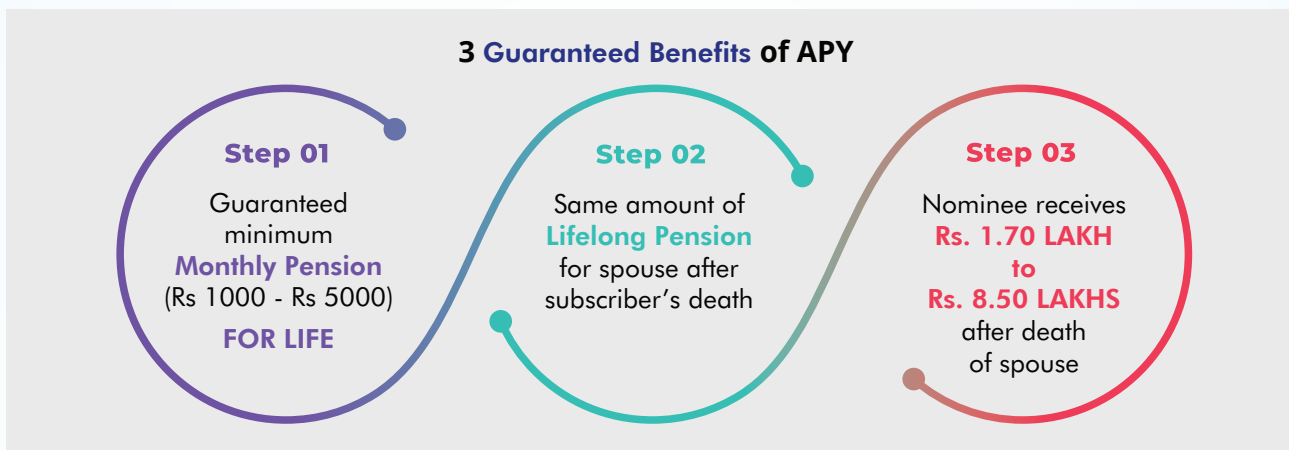 3 Guaranteed Benefits of APY
Step 01
Guaranteed
minimum
Monthly Pension
(Rs 1000 - Rs 5000)
FOR LIFE
Step 02
Same amount of
Lifelong Pension
for spouse after
subscriber’s death
Step 03
Nominee receives
Rs. 1.70 LAKH
to
Rs. 8.50 LAKHS
after death
of spouse